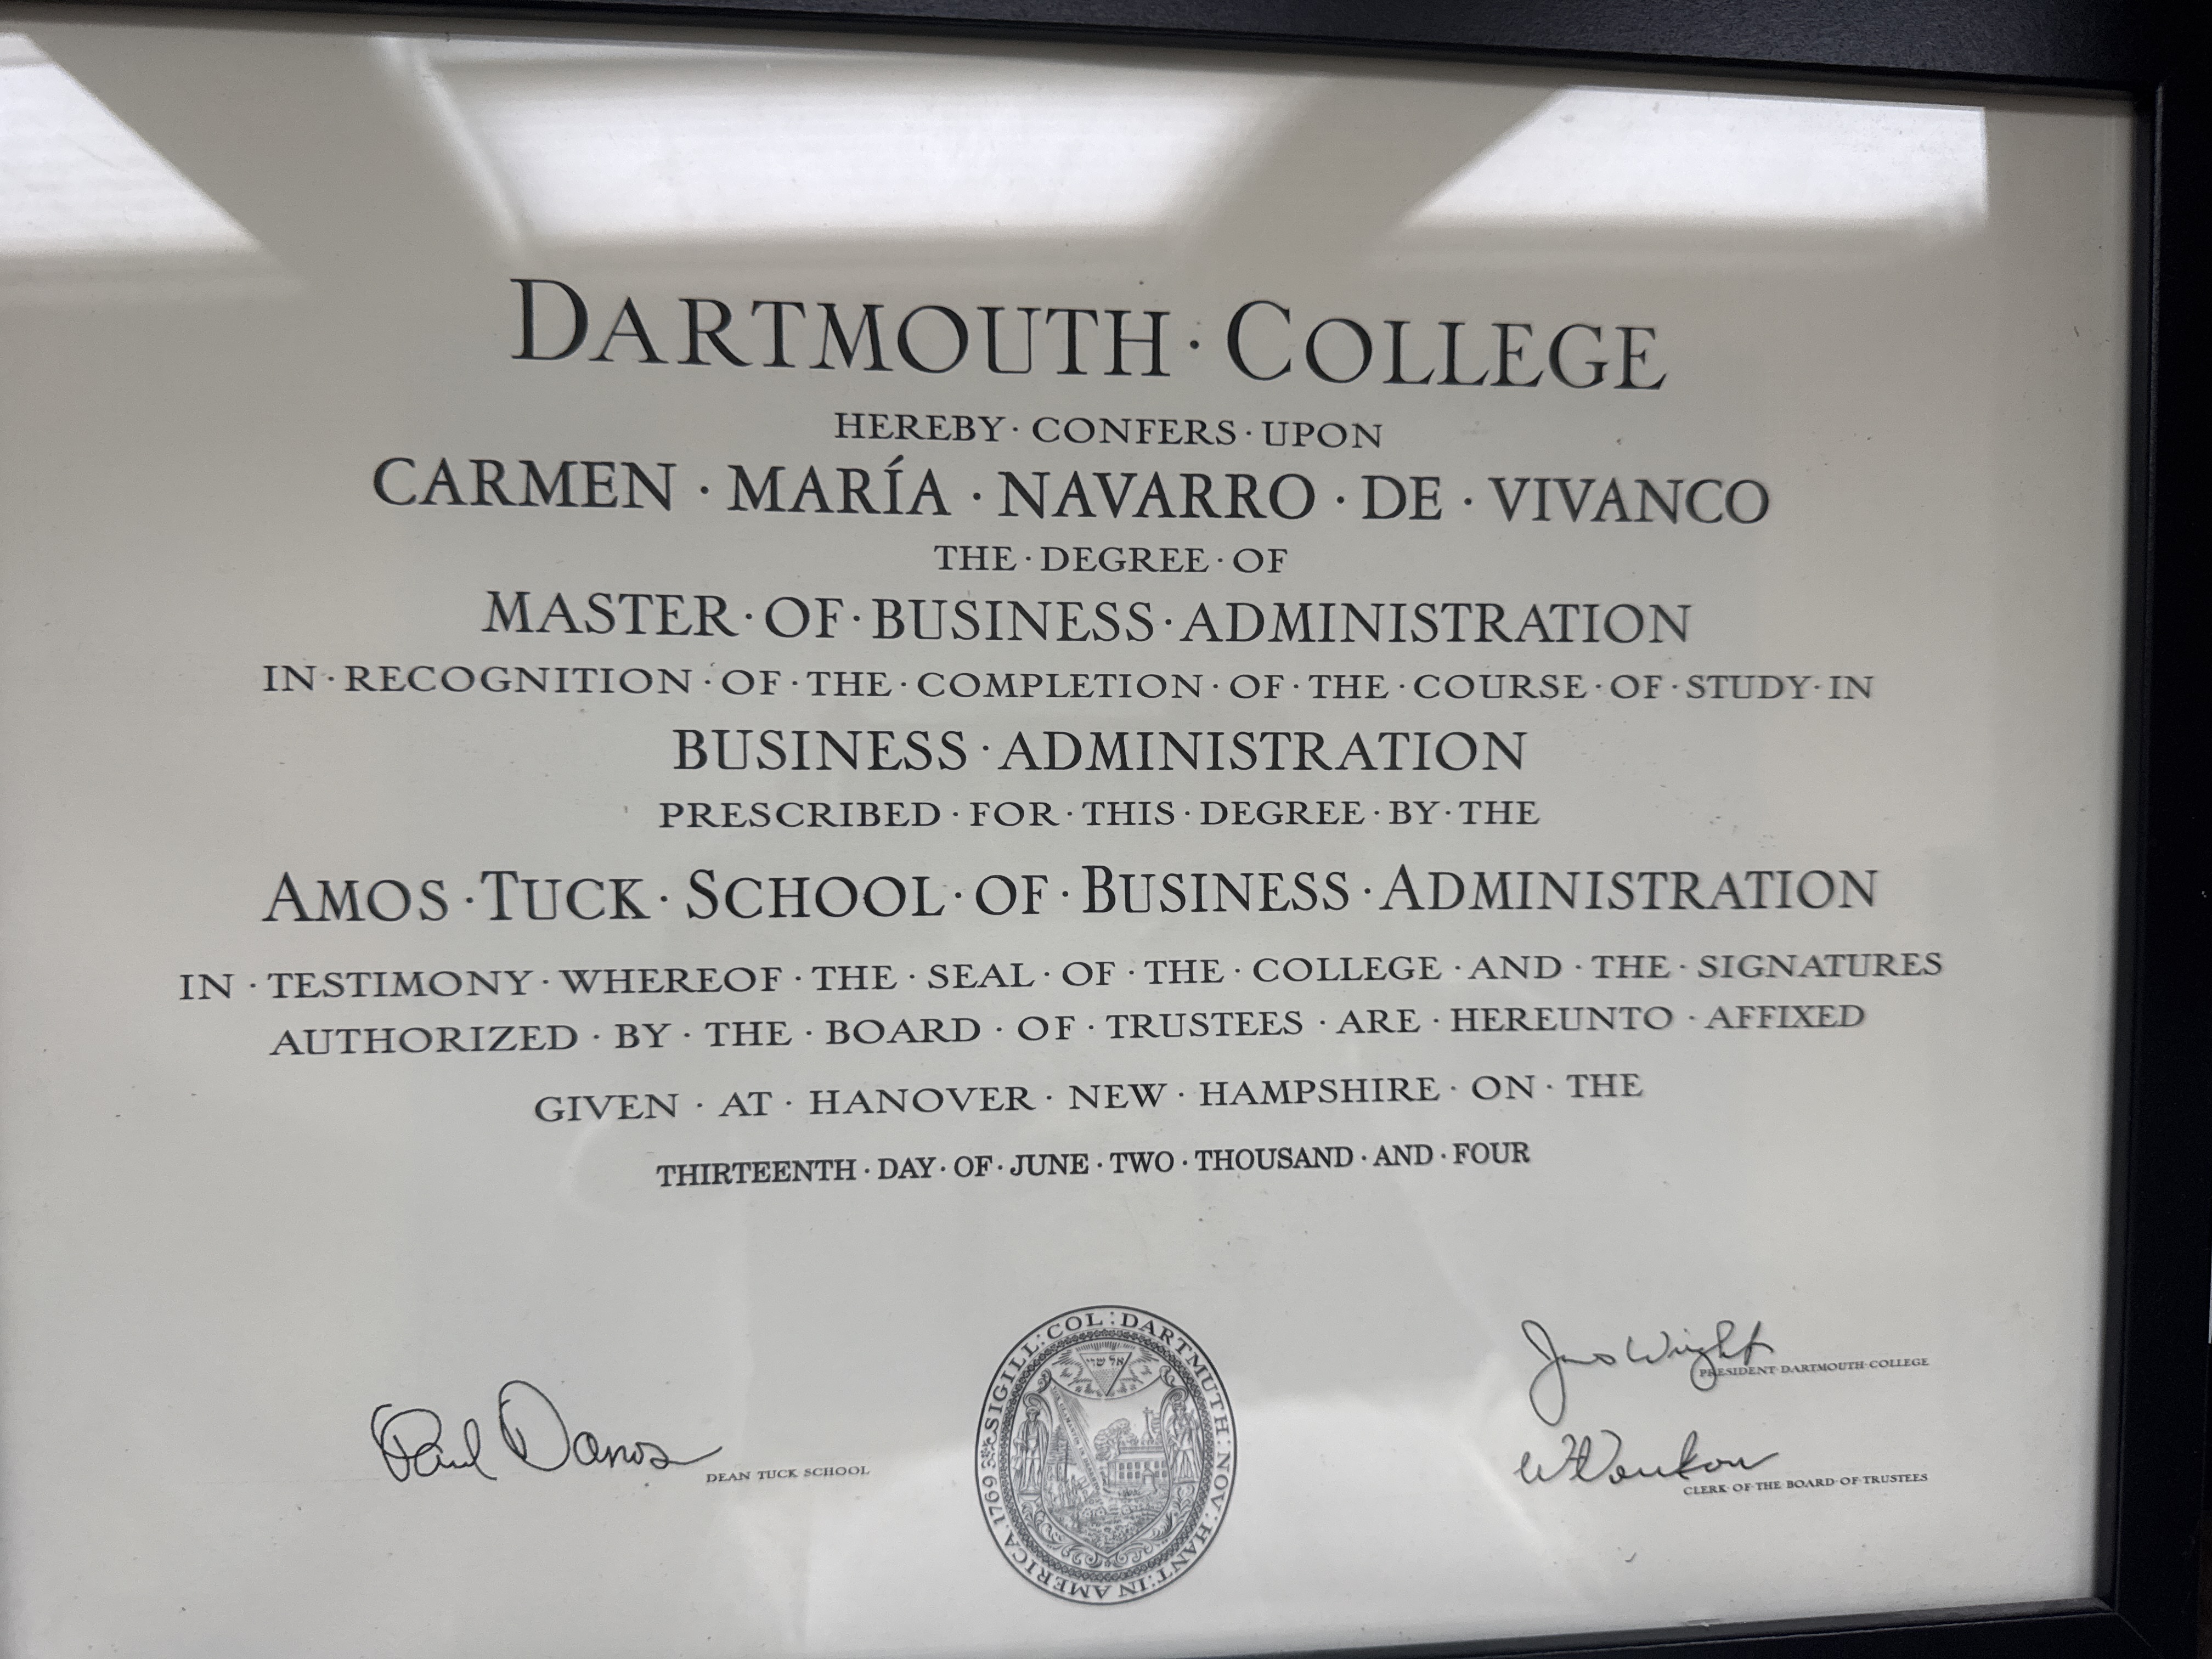 DARTMOUTH · COLLEGE
HEREBY · CONFERS · UPON
CARMEN · MARÍA · NAVARRO · DE · VIVANCO
THE · DEGREE · OF
MASTER · OF · BUSINESS · ADMINISTRATION
IN · RECOGNITION · OF · THE · COMPLETION · OF · THE · COURSE · OF · STUDY · IN
BUSINESS · ADMINISTRATION
PRESCRIBED · FOR · THIS · DEGREE · BY · THE
AMOS · TUCK · SCHOOL · OF · BUSINESS · ADMINISTRATION
IN · TESTIMONY · WHEREOF · THE · SEAL · OF · THE · COLLEGE · AND · THE · SIGNATURES
AUTHORIZED · BY · THE · BOARD · OF · TRUSTEES · ARE · HEREUNTO · AFFIXED
GIVEN · AT · HANOVER · NEW · HAMPSHIRE · ON · THE
THIRTEENTH · DAY · OF · JUNE · TWO · THOUSAND · AND · FOUR
Paul Danos
DEAN TUCK SCHOOL
SIGILL: COL: DARTMUTH: NOV: HANT: IN AMERICA 1769
אל שדי
Wright
PRESIDENT · DARTMOUTH · COLLEGE
CLERK · OF · THE · BOARD · OF · TRUSTEES